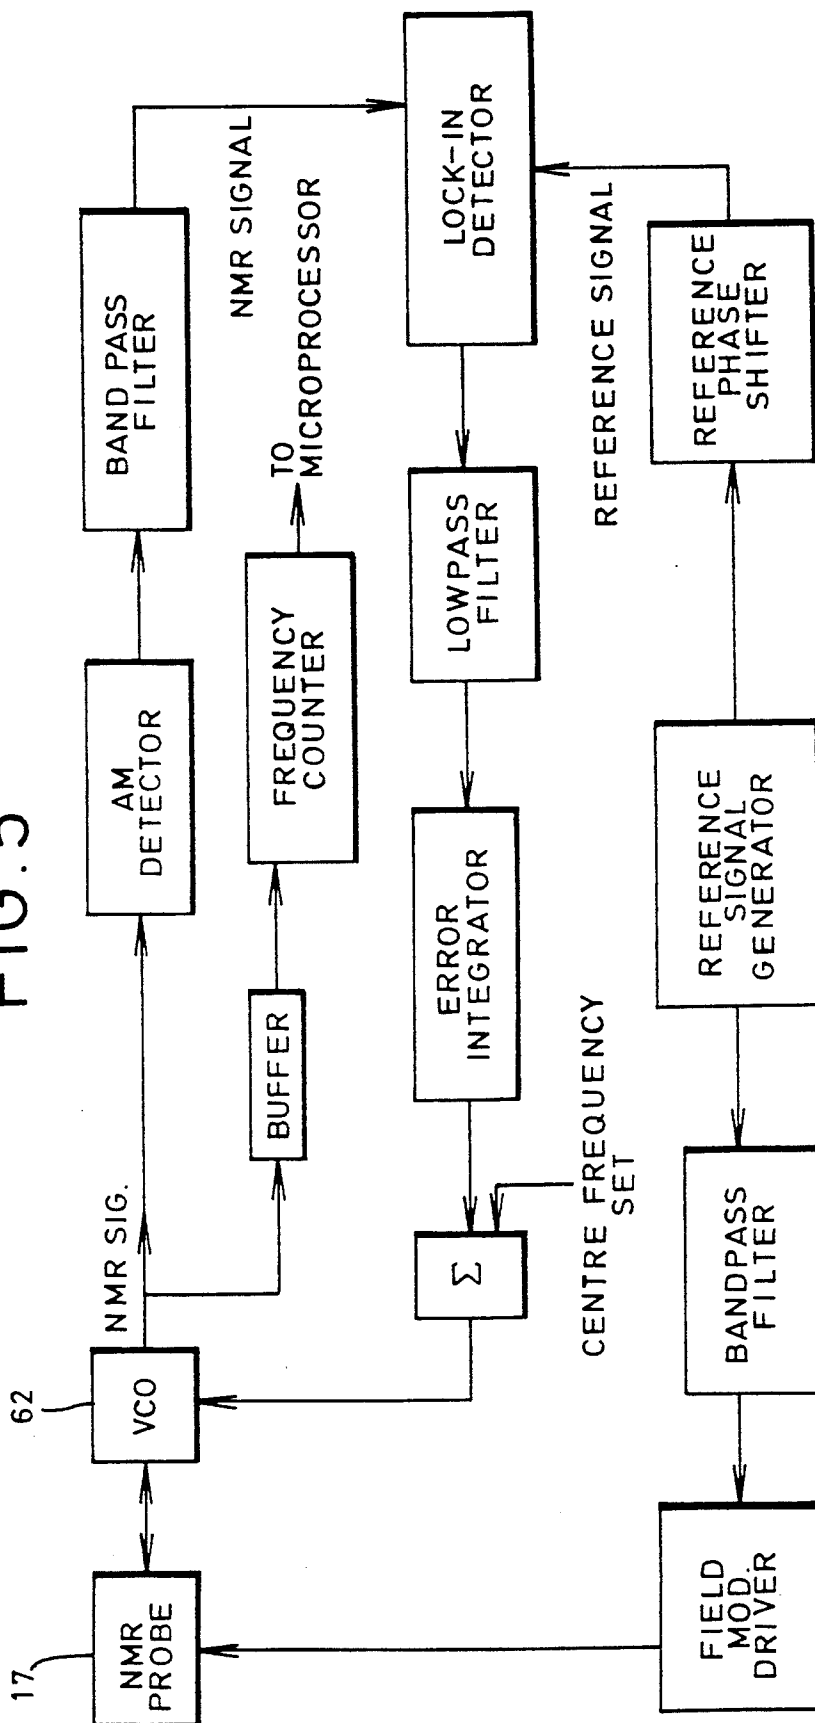 FIG. 5
17
NMR
PROBE
62
VCO
NMR SIG.
AM
DETECTOR
BAND PASS
FILTER
NMR SIGNAL
BUFFER
FREQUENCY
COUNTER
TO
MICROPROCESSOR
Σ
CENTRE FREQUENCY
SET
ERROR
INTEGRATOR
LOWPASS
FILTER
LOCK-IN
DETECTOR
REFERENCE SIGNAL
FIELD
MOD.
DRIVER
BANDPASS
FILTER
REFERENCE
SIGNAL
GENERATOR
REFERENCE
PHASE
SHIFTER